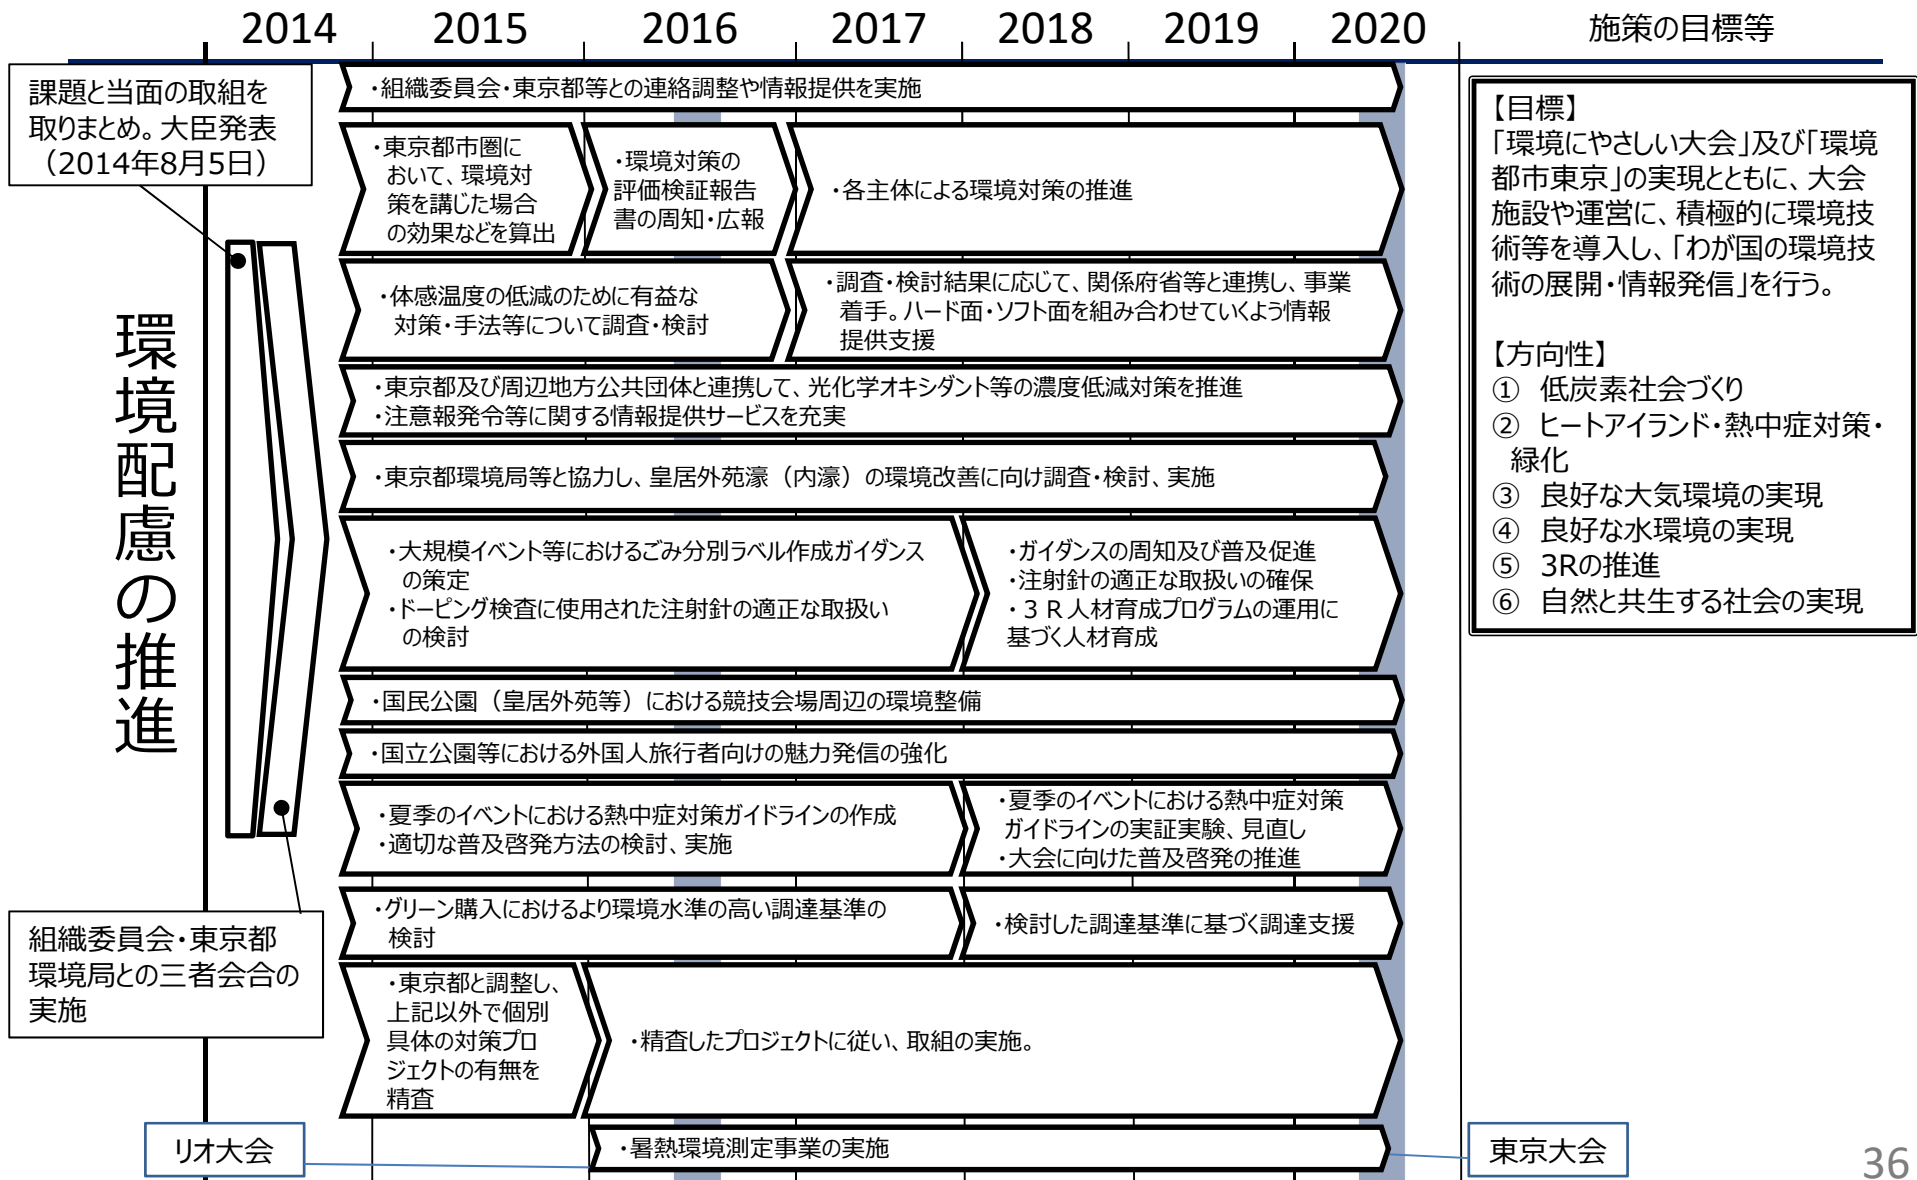 2014 2015 2016 2017 2018 2019 2020 施策の目標等
課題と当面の取組を
取りまとめ。大臣発表
（2014年8月5日）
環境配慮の推進
組織委員会・東京都
環境局との三者会合の
実施
・組織委員会・東京都等との連絡調整や情報提供を実施
・東京都市圏に
おいて、環境対
策を講じた場合
の効果などを算出
・環境対策の
評価検証報告
書の周知・広報
・各主体による環境対策の推進
・体感温度の低減のために有益な
対策・手法等について調査・検討
・調査・検討結果に応じて、関係府省等と連携し、事業
着手。ハード面・ソフト面を組み合わせていくよう情報
提供支援
・東京都及び周辺地方公共団体と連携して、光化学オキシダント等の濃度低減対策を推進
・注意報発令等に関する情報提供サービスを充実
・東京都環境局等と協力し、皇居外苑濠（内濠）の環境改善に向け調査・検討、実施
・大規模イベント等におけるごみ分別ラベル作成ガイダンス
の策定
・ドーピング検査に使用された注射針の適正な取扱い
の検討
・ガイダンスの周知及び普及促進
・注射針の適正な取扱いの確保
・３Ｒ人材育成プログラムの運用に
基づく人材育成
・国民公園（皇居外苑等）における競技会場周辺の環境整備
・国立公園等における外国人旅行者向けの魅力発信の強化
・夏季のイベントにおける熱中症対策ガイドラインの作成
・適切な普及啓発方法の検討、実施
・夏季のイベントにおける熱中症対策
ガイドラインの実証実験、見直し
・大会に向けた普及啓発の推進
・グリーン購入におけるより環境水準の高い調達基準の
検討
・検討した調達基準に基づく調達支援
・東京都と調整し、
上記以外で個別
具体の対策プロ
ジェクトの有無を
精査
・精査したプロジェクトに従い、取組の実施。
・暑熱環境測定事業の実施
リオ大会
東京大会
【目標】
「環境にやさしい大会」及び「環境
都市東京」の実現とともに、大会
施設や運営に、積極的に環境技
術等を導入し、「わが国の環境技
術の展開・情報発信」を行う。
【方向性】
① 低炭素社会づくり
② ヒートアイランド・熱中症対策・
緑化
③ 良好な大気環境の実現
④ 良好な水環境の実現
⑤ 3Rの推進
⑥ 自然と共生する社会の実現
36